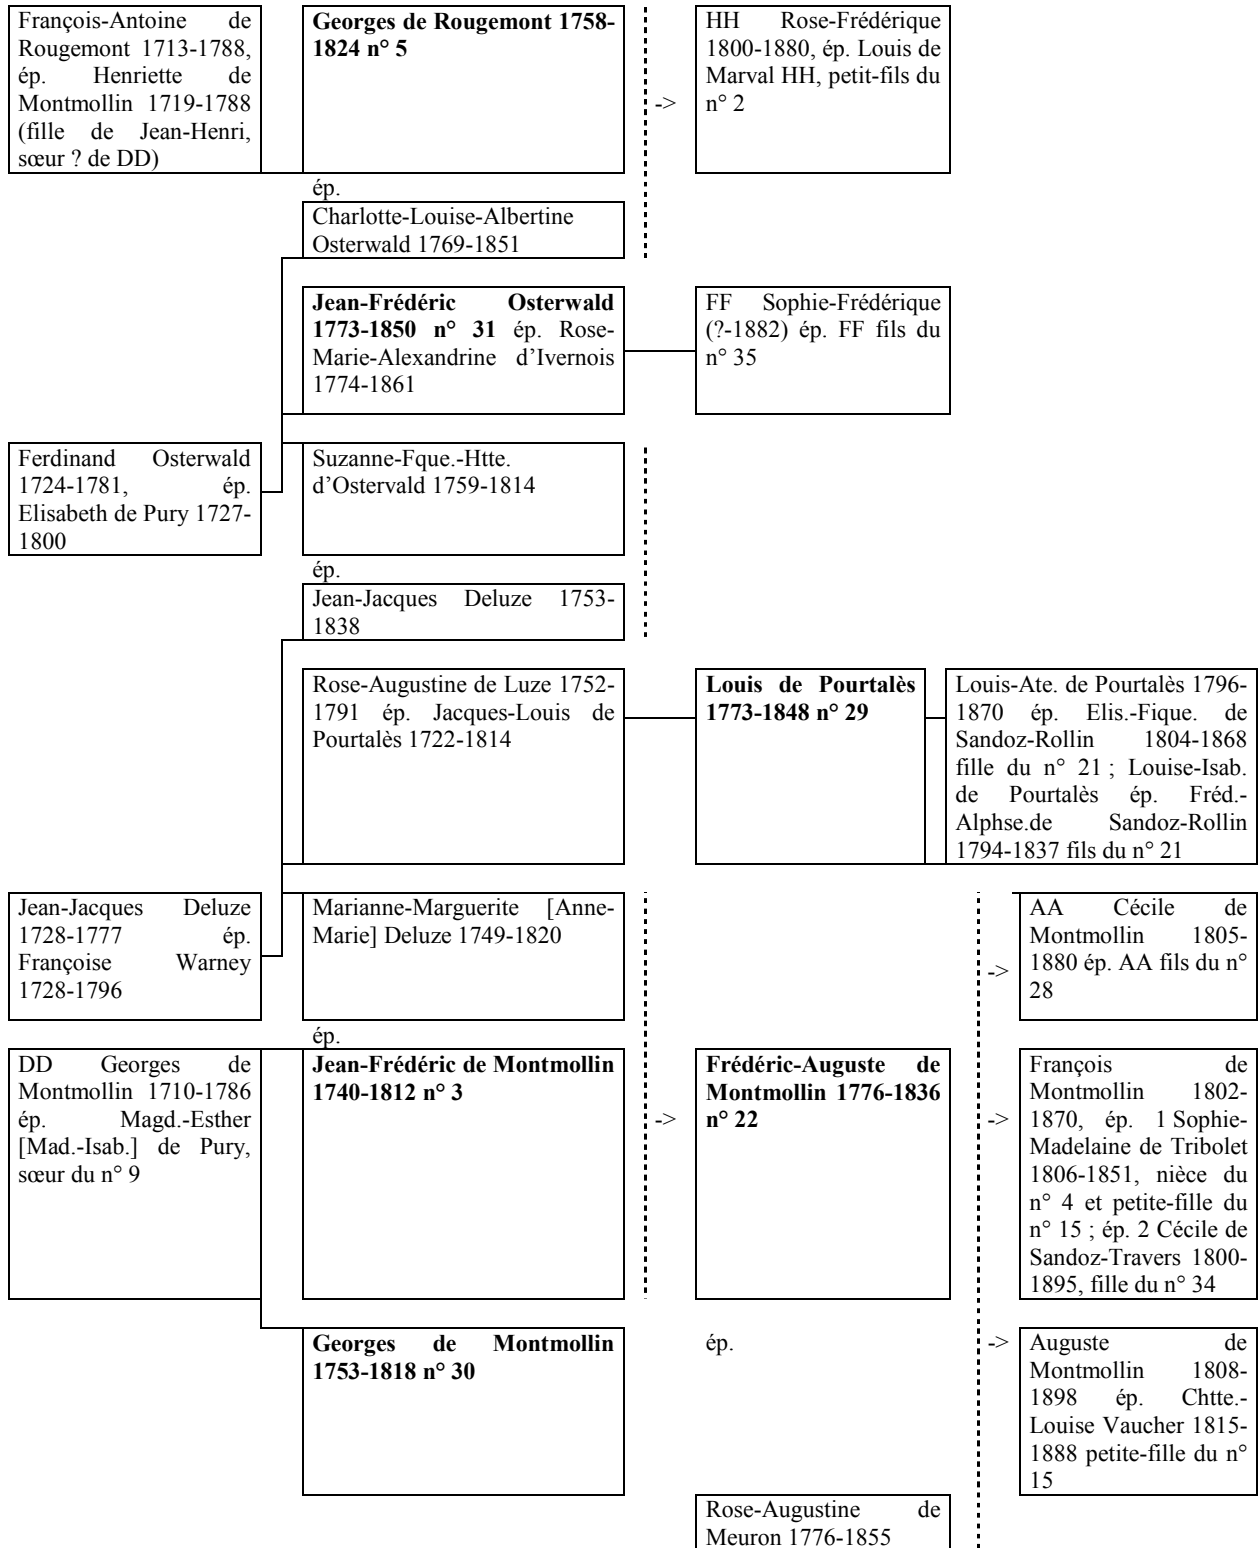 François-Antoine de
Rougemont 1713-1788,
ép. Henriette de
Montmollin 1719-1788
(fille de Jean-Henri,
sœur ? de DD)
Georges de Rougemont 1758-
1824 n° 5
->
HH Rose-Frédérique
1800-1880, ép. Louis de
Marval HH, petit-fils du
n° 2
ép.
Charlotte-Louise-Albertine
Osterwald 1769-1851
Jean-Frédéric Osterwald
1773-1850 n° 31 ép. Rose-
Marie-Alexandrine d'Ivernois
1774-1861
FF Sophie-Frédérique
(?-1882) ép. FF fils du
n° 35
Ferdinand Osterwald
1724-1781, ép.
Elisabeth de Pury 1727-
1800
Suzanne-Fque.-Htte.
d'Ostervald 1759-1814
ép.
Jean-Jacques Deluze 1753-
1838
Rose-Augustine de Luze 1752-
1791 ép. Jacques-Louis de
Pourtalès 1722-1814
Louis de Pourtalès
1773-1848 n° 29
Louis-Ate. de Pourtalès 1796-
1870 ép. Elis.-Fique. de
Sandoz-Rollin 1804-1868
fille du n° 21 ; Louise-Isab.
de Pourtalès ép. Fréd.-
Alphse.de Sandoz-Rollin
1794-1837 fils du n° 21
Jean-Jacques Deluze
1728-1777 ép.
Françoise Warney
1728-1796
Marianne-Marguerite [Anne-
Marie] Deluze 1749-1820
->
AA Cécile de
Montmollin 1805-
1880 ép. AA fils du n°
28
ép.
DD Georges de
Montmollin 1710-1786
ép. Magd.-Esther
[Mad.-Isab.] de Pury,
sœur du n° 9
Jean-Frédéric de Montmollin
1740-1812 n° 3
->
Frédéric-Auguste de
Montmollin 1776-1836
n° 22
->
François de
Montmollin 1802-
1870, ép. 1 Sophie-
Madelaine de Tribolet
1806-1851, nièce du
n° 4 et petite-fille du
n° 15 ; ép. 2 Cécile de
Sandoz-Travers 1800-
1895, fille du n° 34
Georges de Montmollin
1753-1818 n° 30
ép.
->
Auguste de
Montmollin 1808-
1898 ép. Chtte.-
Louise Vaucher 1815-
1888 petite-fille du n°
15
Rose-Augustine de
Meuron 1776-1855